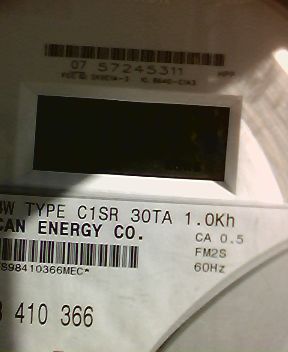 07 57245311
3W TYPE C1SR 30TA 1.0Kh
CAN ENERGY CO.
CA 0.5
FM2S
60Hz
898410366MEC*
410 366